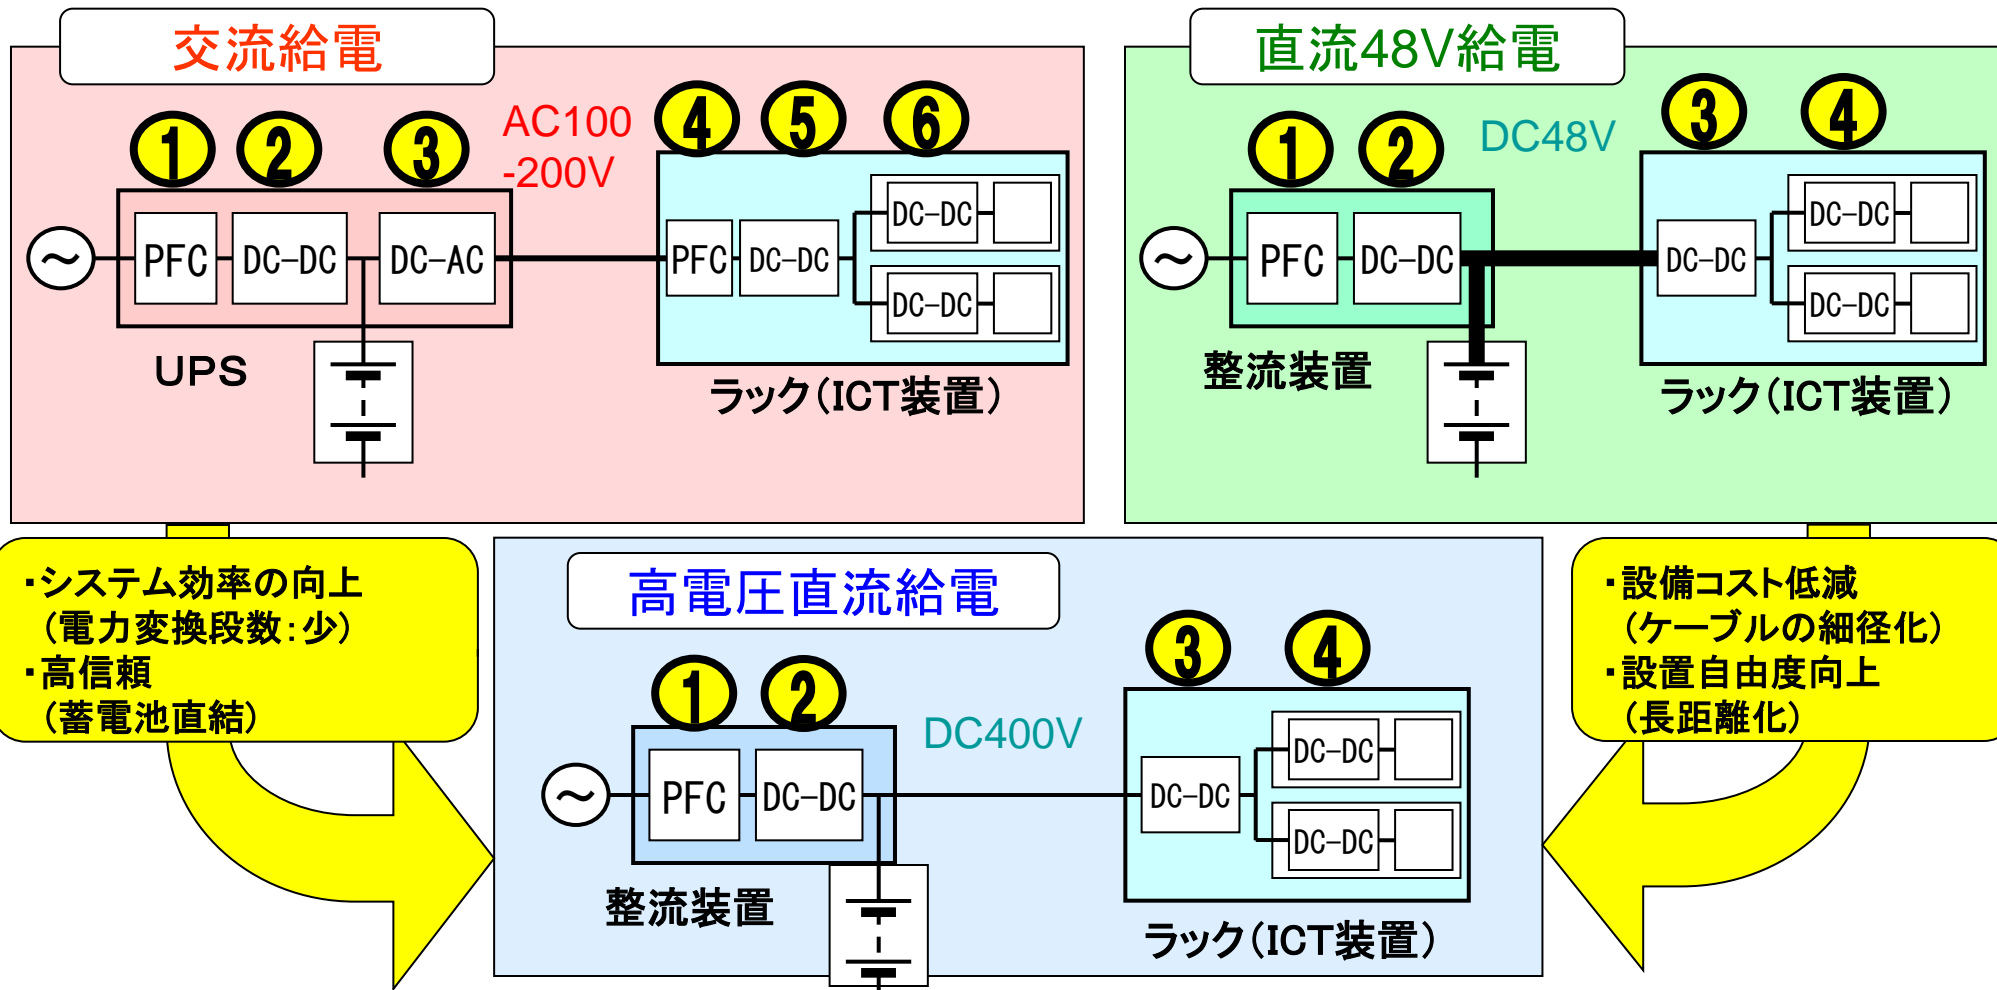 交流給電
① ② ③
AC100
-200V
④ ⑤ ⑥
~
PFC
DC-DC
DC-AC
PFC
DC-DC
DC-DC
DC-DC
UPS
ラック(ICT装置)
直流48V給電
① ②
DC48V
③ ④
~
PFC
DC-DC
DC-DC
DC-DC
DC-DC
整流装置
ラック(ICT装置)
・システム効率の向上
(電力変換段数:少)
・高信頼
(蓄電池直結)
高電圧直流給電
① ②
DC400V
③ ④
~
PFC
DC-DC
DC-DC
DC-DC
DC-DC
整流装置
ラック(ICT装置)
・設備コスト低減
(ケーブルの細径化)
・設置自由度向上
(長距離化)